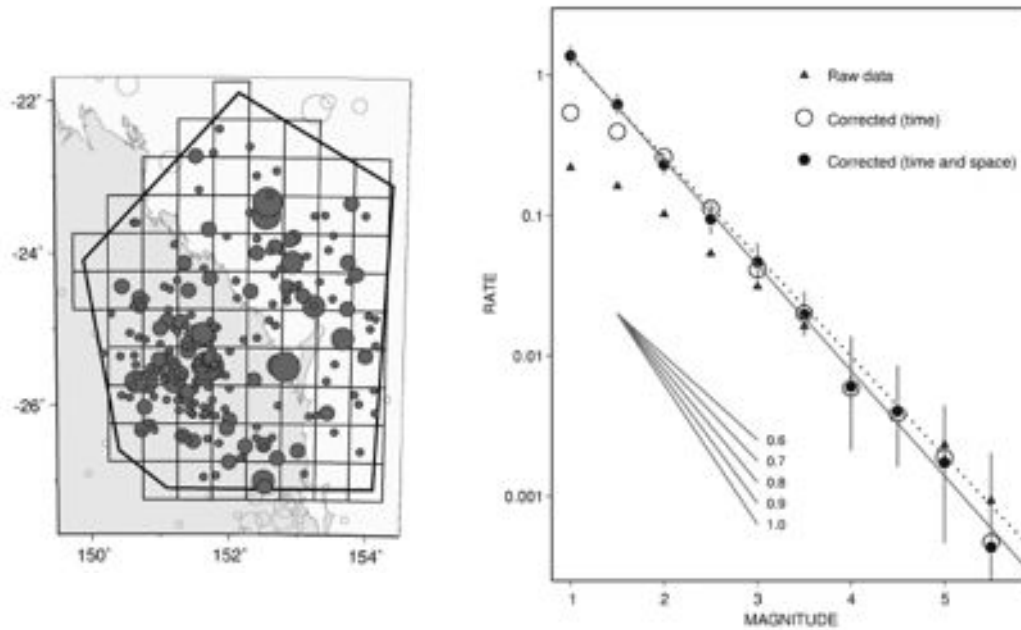 -22°
-24°
-26°
150°
152°
154°
RATE
1
0.1
0.01
0.001
Raw data
Corrected (time)
Corrected (time and space)
0.6
0.7
0.8
0.9
1.0
1 2 3 4 5
MAGNITUDE